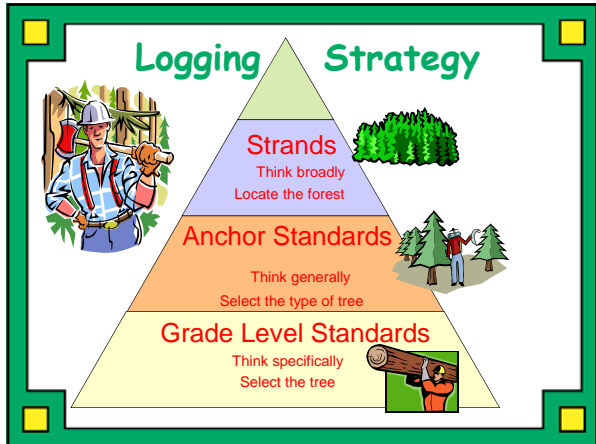 Logging Strategy
Strands
Think broadly
Locate the forest
Anchor Standards
Think generally
Select the type of tree
Grade Level Standards
Think specifically
Select the tree